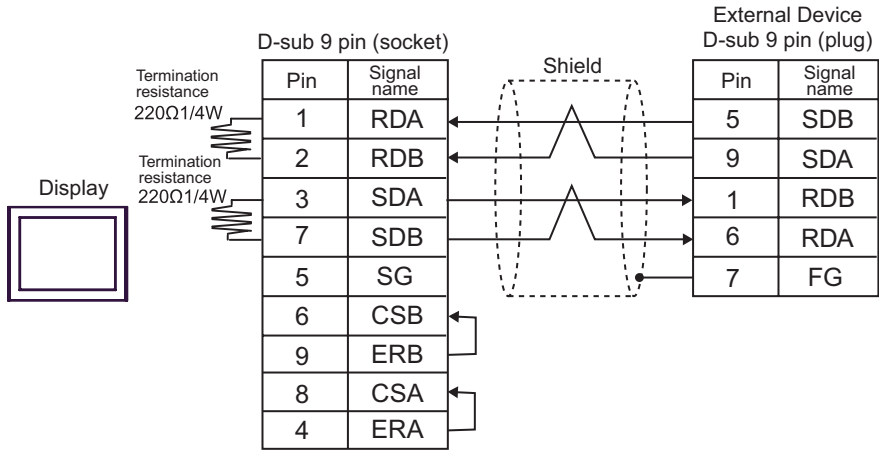 External Device
D-sub 9 pin (socket)
D-sub 9 pin (plug)
Display
Termination
resistance
220Ω1/4W
Termination
resistance
220Ω1/4W
Shield
Pin Signal name
1 RDA
2 RDB
3 SDA
7 SDB
5 SG
6 CSB
9 ERB
8 CSA
4 ERA
Pin Signal name
5 SDB
9 SDA
1 RDB
6 RDA
7 FG